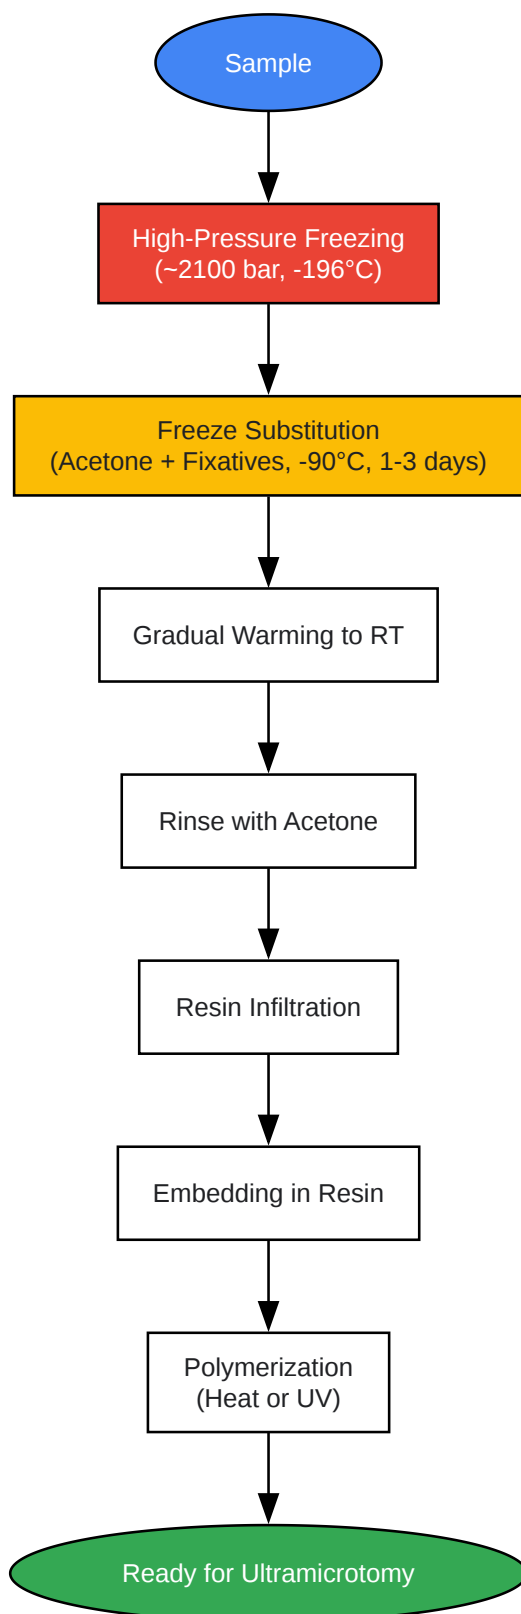 Sample
High-Pressure Freezing
(~2100 bar, -196°C)
Freeze Substitution
(Acetone + Fixatives, -90°C, 1-3 days)
Gradual Warming to RT
Rinse with Acetone
Resin Infiltration
Embedding in Resin
Polymerization
(Heat or UV)
Ready for Ultramicrotomy